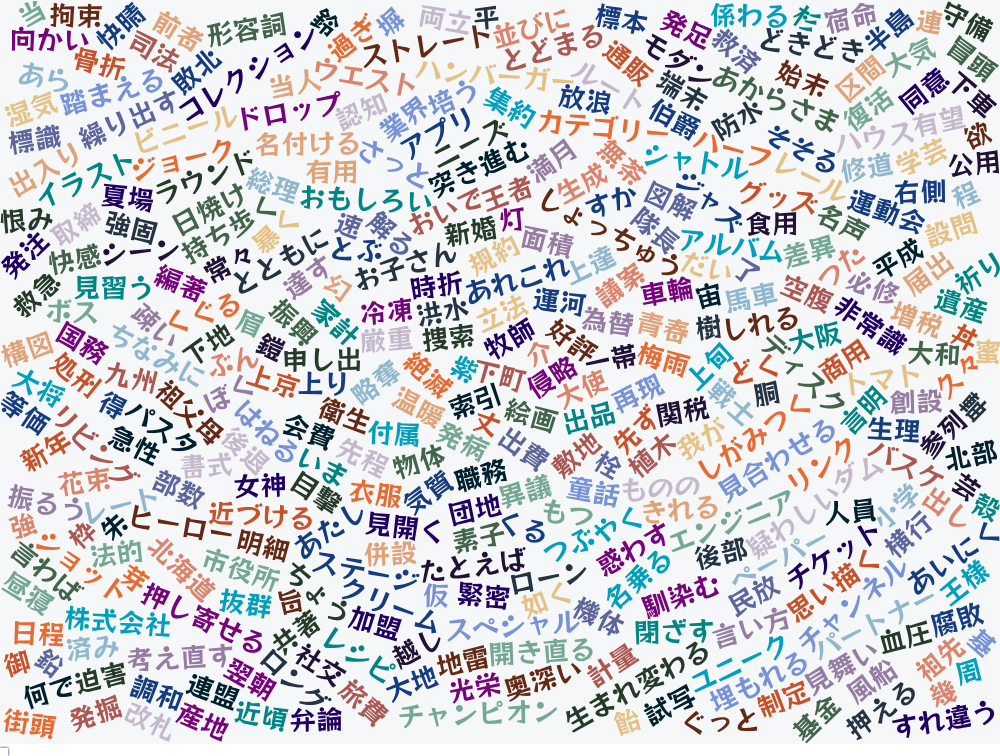 当
拘束
快晴
前者
形容詞
鈴
過ぎ
塀
両立
平
並びに
標本
発足
係わる
宿命
半島
連
守備
向かい
骨折
司法
敗北
コレクション
ストレート
とどまる
通販
モダン
救済
どきどき
始末
区間
大気
冒頭
あら
湿気
踏まえる
当人
ウエスト
ハンバーガー
ルート
端末
あからさま
復活
同意
下車
標識
繰り出す
ビニール
ドロップ
認知
業界
培う
集約
放浪
伯爵
防水
そそる
ハウス
有望
欲
出入り
イラスト
ジョーク
名付ける
さっと
アプリ
ニーズ
カテゴリー
ハーフ
レール
修道
学芸
公用
夏場
ラウンド
有用
総理
おもしろい
突き進む
満月
生成
無茶
シャトル
グッズ
運動会
右側
程
恨み
取締
強固
日焼け
しょっちゅう
すか
図解
ジャズ
食用
名声
設問
発注
快感
シーン
持ち歩く
暴く
速
解る
おいで
王者
新婚
灯
面積
隊長
アルバム
差異
平成
救急
見習う
編著
常々
とともに
とぶ
お子さん
規約
あれこれ
上達
議案
だい
了
たった
必修
届出
祈り
ボス
疎い
くぐる
達す
幻
時折
冷凍
洪水
立法
運河
車輪
宙
馬車
空腹
非常識
増税
遺産
丼
構図
国務
ちなみに
下地
眉
振興
家計
厳重
捜索
牧師
好評
為替
青春
樹
しれる
大阪
大和
蜜
大将
処刑
九州
ぶん
鎧
申し出
介
一帯
梅雨
上旬
ディスク
商用
久々
等価
得
祖父母
ぼく
上京
上り
略奪
縮減
紫
下町
侵略
大使
再現
どく
戦士
胴
トマト
創設
新年
リビング
パスタ
急性
はねる
衛生
会費
温暖
索引
丈
絵画
出品
先ず
関税
言明
生理
参列
誉
花束
書式
後退
いま
付属
先程
発病
出費
敷地
栓
植木
我が
しがみつく
見合わせる
リンク
バスケ
北部
振るう
レート
部数
女神
目撃
衣服
物体
気質
職務
異議
童話
ものの
きれる
エンジニア
レダム
出し
芸
殻
強
枠
朱
ヒーロー
近づける
明細
あたし
見開く
団地
素子
くる
もつ
つぶやく
惑わす
後部
疑わし
人員
小学
横行
言わば
ショット
法的
北海道
市役所
併設
ステージ
たとえば
ローン
名乗る
ペーパー
チケット
あいにく
昼寝
芽
押し寄せる
抜群
宛
ちょう
クリーム
仮
緊密
如く
機体
馴染む
民放
思い描く
チャンネル
王様
日程
株式会社
共著
加盟
スペシャル
閉ざす
言い方
パートナー
血圧
腐敗
御
鉛
済み
考え直す
翌朝
ロング
社交
レシピ
越し
地雷
開き直る
計量
生まれ変わる
ユニーク
埋もれる
見舞い
風船
祖先
周
何で
迫害
調和
連盟
旅費
大地
光栄
奥深い
試写
制定
幾
街頭
発掘
改札
産地
近頃
弁論
チャンピオン
飴
ぐっと
基金
押える
すれ違う